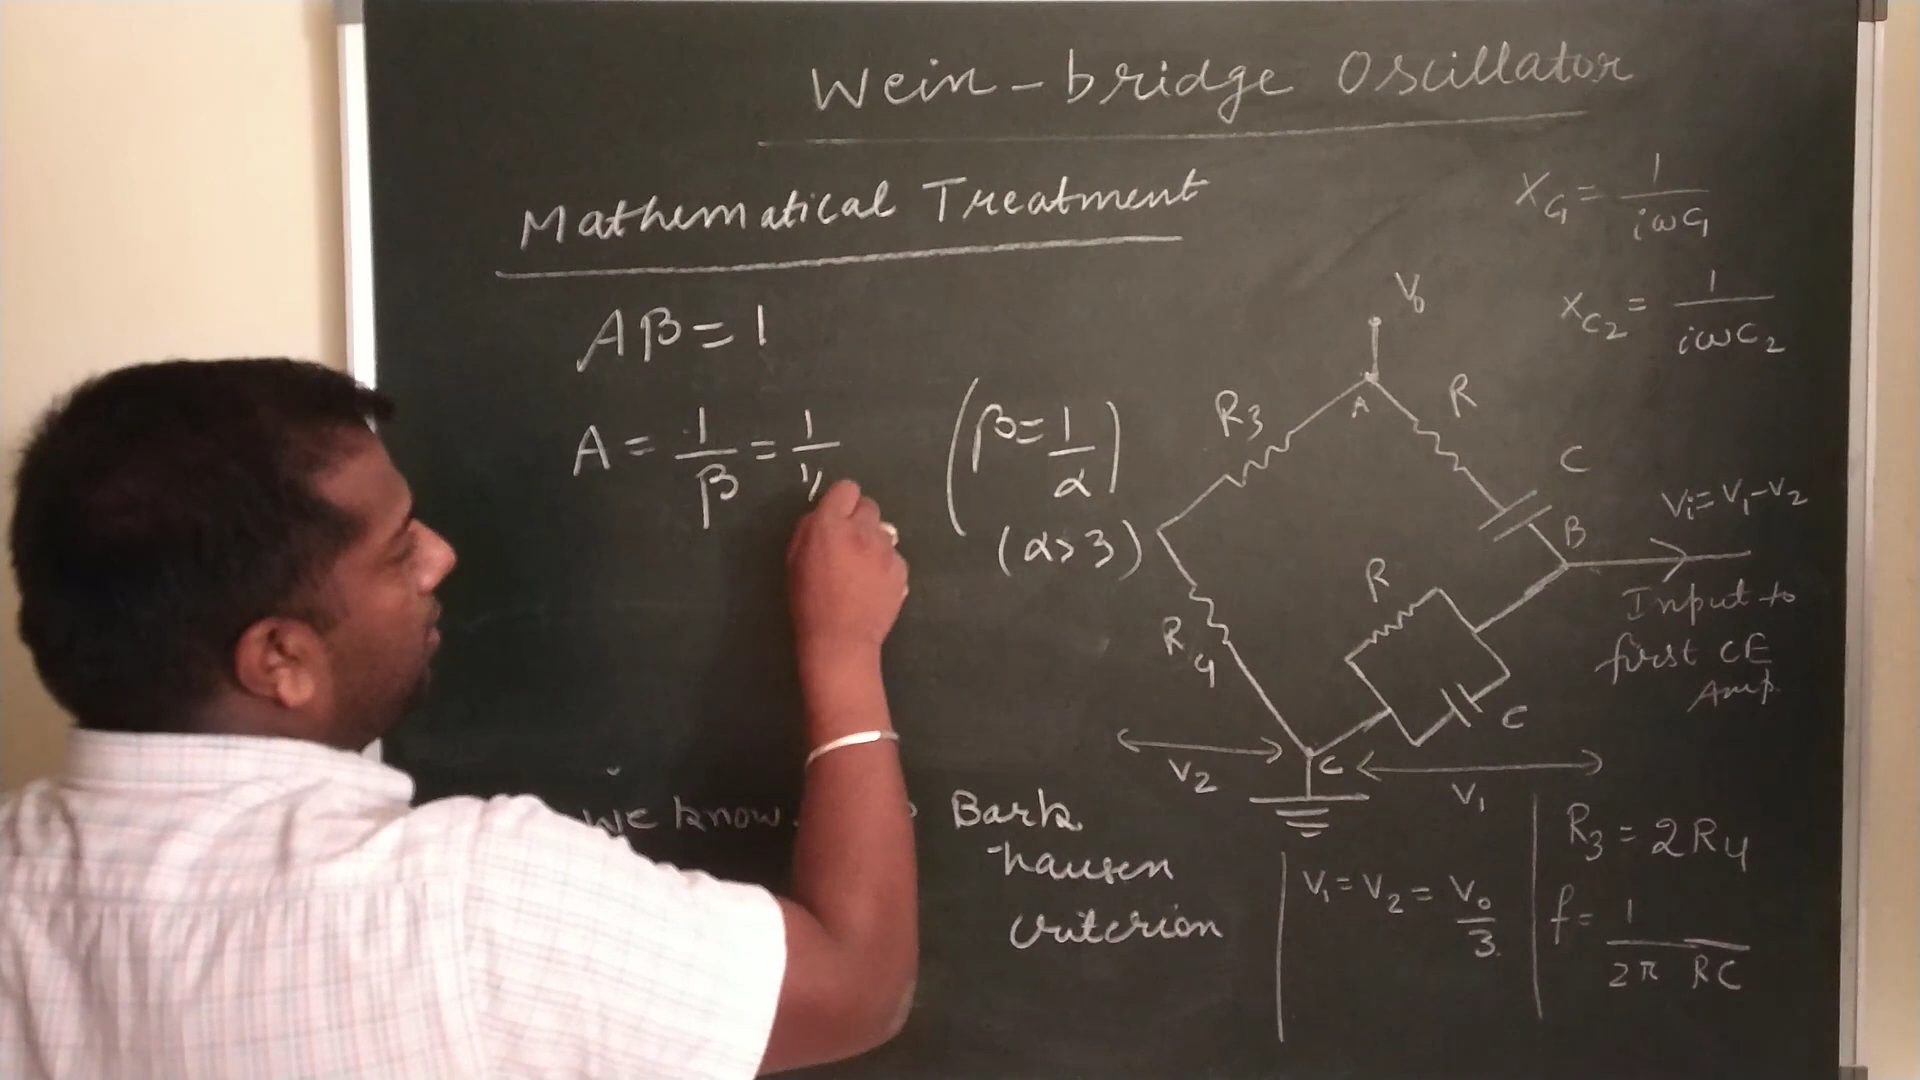 Wein-bridge Oscillator
Mathematical Treatment
Aβ=1
A = 1/β = 1/
(β=1/α)
(α>3)
We know
Bark
-hausen
criterion
X_C1 = 1/iωC1
X_C2 = 1/iωC2
V0
A
R3
R
C
B
Vi=V1-V2
Input to
first CE
Amp.
R
R4
C
C
V2
V1
V1=V2=V0/3.
R3=2R4
f=1/2π RC